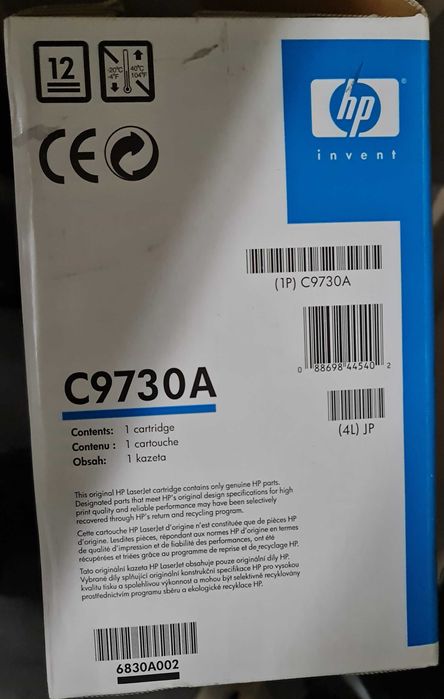 12
-20°C
-4°F
40°C
104°F
CE
hp
®
invent
(1P) C9730A
0 88698 44540 2
C9730A
(4L) JP
Contents: 1 cartridge
Contenu : 1 cartouche
Obsah: 1 kazeta
This original HP LaserJet cartridge contains only genuine HP parts.
Designated parts that meet HP's original design specifications for high
print quality and reliable performance may have been selectively
recovered through HP's return and recycling program.
Cette cartouche HP LaserJet d'origine n'est constituée que de pièces HP
d'origine. Lesdites pièces, répondant aux normes HP d'origine en termes
de qualité d'impression et de fiabilité des performances, ont été
récupérées et triées grâce au programme de reprise et de recyclage HP.
Tato originální kazeta HP LaserJet obsahuje pouze originální díly HP.
Vybrané díly splňující originální konstrukční specifikace HP pro vysokou
kvalitu tisku a spolehlivou výkonnost a mohou být selektivně recyklovány
prostřednictvím programu sběru a ekologické recyklace HP.
6830A002